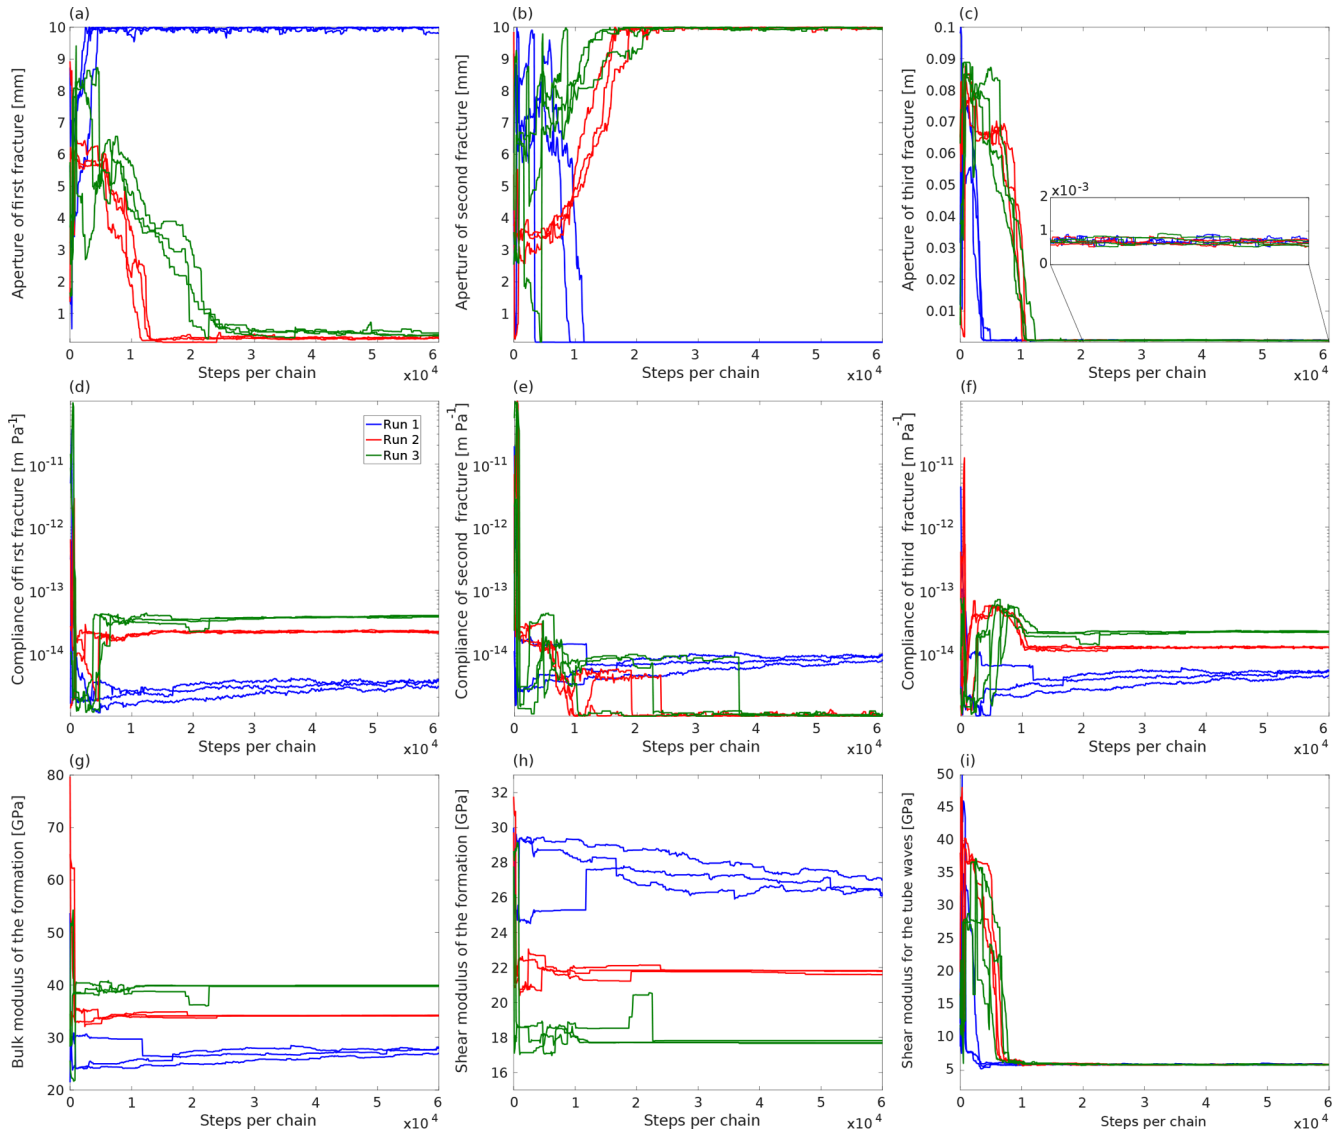 (a)
(b)
(c)
10
9
8
7
6
5
4
3
2
1
Aperture of first fracture [mm]
0 1 2 3 4 5 6
Steps per chain
x10 4
10
9
8
7
6
5
4
3
2
1
Aperture of second fracture [mm]
0 1 2 3 4 5 6
Steps per chain
x10 4
0.1
0.09
0.08
0.07
0.06
0.05
0.04
0.03
0.02
0.01
Aperture of third fracture [m]
2 x10-3
1
0
0 1 2 3 4 5 6
Steps per chain
x10 4
(d)
(e)
(f)
10-11
10-12
10-13
10-14
Compliance of first fracture [m Pa-1]
Run 1
Run 2
Run 3
0 1 2 3 4 5 6
Steps per chain
x10 4
10-11
10-12
10-13
10-14
Compliance of second fracture [m Pa-1]
0 1 2 3 4 5 6
Steps per chain
x10 4
10-11
10-12
10-13
10-14
Compliance of third fracture [m Pa-1]
0 1 2 3 4 5 6
Steps per chain
x10 4
(g)
(h)
(i)
80
70
60
50
40
30
20
Bulk modulus of the formation [GPa]
0 1 2 3 4 5 6
Steps per chain
x10 4
32
30
28
26
24
22
20
18
16
Shear modulus of the formation [GPa]
0 1 2 3 4 5 6
Steps per chain
x10 4
50
45
40
35
30
25
20
15
10
5
Shear modulus for the tube waves [GPa]
0 1 2 3 4 5 6
Steps per chain
x10 4